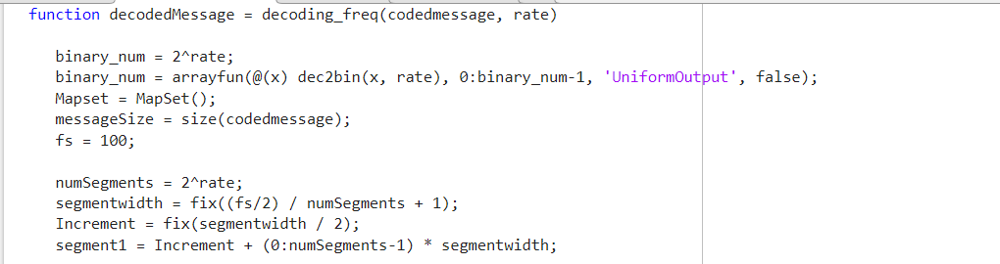 function decodedMessage = decoding_freq(codedmessage, rate)
binary_num = 2^rate;
binary_num = arrayfun(@(x) dec2bin(x, rate), 0:binary_num-1, 'UniformOutput', false);
Mapset = MapSet();
messageSize = size(codedmessage);
fs = 100;
numSegments = 2^rate;
segmentwidth = fix((fs/2) / numSegments + 1);
Increment = fix(segmentwidth / 2);
segment1 = Increment + (0:numSegments-1) * segmentwidth;